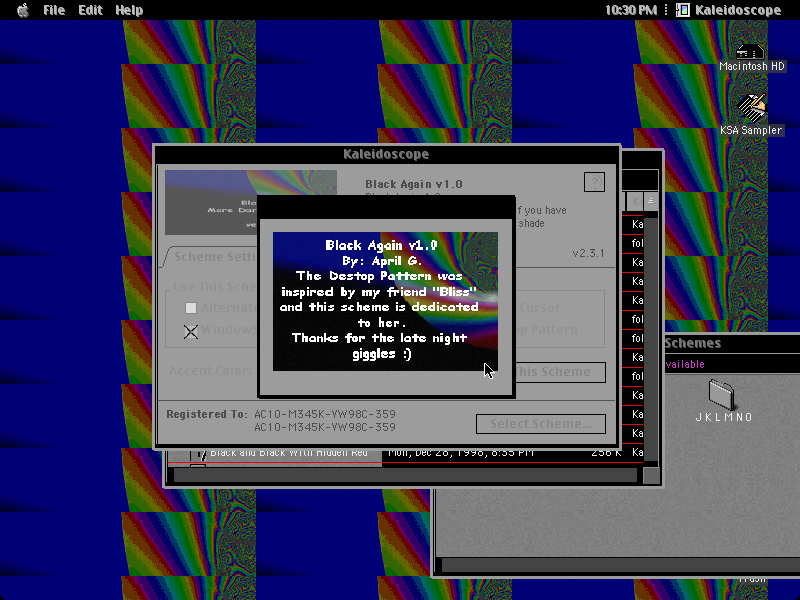 File Edit Help
10:30 PM Kaleidoscope
Macintosh HD
KSA Sampler
Kaleidoscope
Black Again v1.0
f you have
shade
v2.3.1
Scheme Setti
Black Again v1.0
By: April G.
The Destop Pattern was
inspired by my friend "Bliss"
and this scheme is dedicated
to her.
Thanks for the late night
giggles :)
Use This Sche
Alternate
Window
Cursor
p Pattern
Accent Color:
This Scheme
Registered To: AC10-M345K-YW98C-359
AC10-M345K-YW98C-359
Select Scheme...
Ka
fol
Ka
Ka
Ka
fol
Ka
fol
fol
Ka
Ka
Ka
Black and Black With Hidden Red Mon, Dec 28, 1998, 8:35 PM 256 K Ka
Schemes
vailable
J K L M N O
Trash